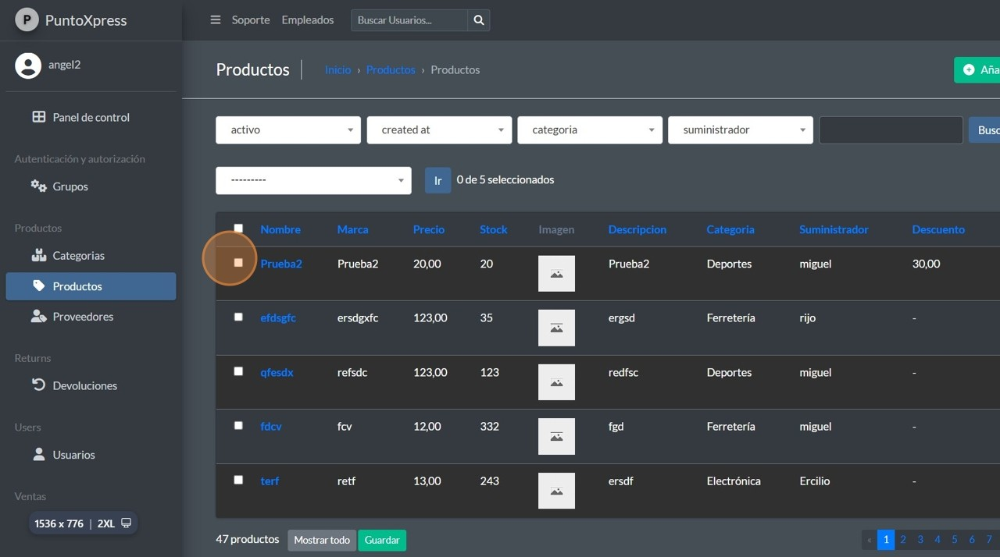 P PuntoXpress
Soporte Empleados Buscar Usuarios...
angel2
Productos Inicio › Productos › Productos
Aña
Panel de control
activo created at categoria suministrador
Busc
Autenticación y autorización
Grupos
--------- Ir 0 de 5 seleccionados
Productos
Categorias
Productos
Proveedores
Returns
Devoluciones
Users
Usuarios
Ventas
1536 x 776 | 2XL
Nombre Marca Precio Stock Imagen Descripcion Categoria Suministrador Descuento
Prueba2 Prueba2 20,00 20 Prueba2 Deportes miguel 30,00
efdsgfc ersdgxfc 123,00 35 ergsd Ferretería rijo -
qfesdx refsdc 123,00 123 redfsc Deportes miguel -
fdcv fcv 12,00 332 fgd Ferretería miguel -
terf retf 13,00 243 ersdf Electrónica Ercilio -
47 productos Mostrar todo Guardar
« 1 2 3 4 5 6 7